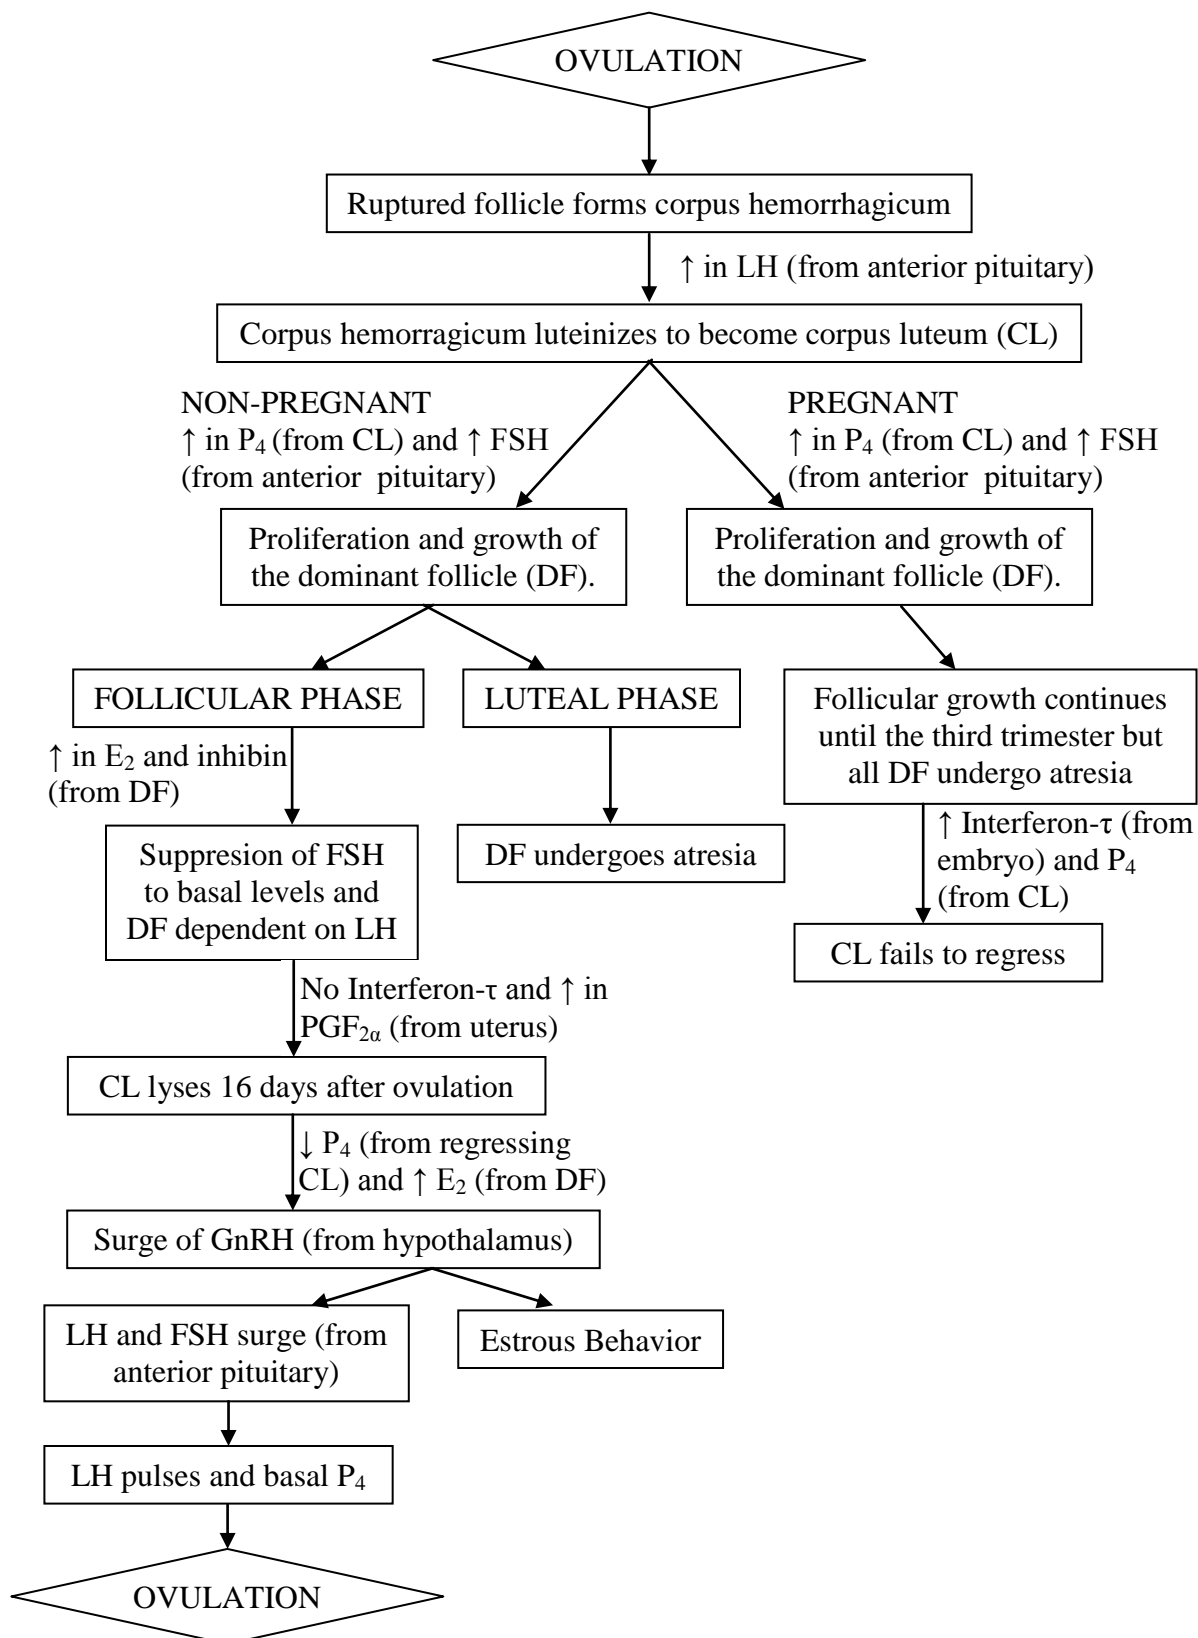 OVULATION
Ruptured follicle forms corpus hemorrhagicum
↑ in LH (from anterior pituitary)
Corpus hemorragicum luteinizes to become corpus luteum (CL)
NON-PREGNANT
↑ in P₄ (from CL) and ↑ FSH
(from anterior pituitary)
PREGNANT
↑ in P₄ (from CL) and ↑ FSH
(from anterior pituitary)
Proliferation and growth of
the dominant follicle (DF).
Proliferation and growth of
the dominant follicle (DF).
FOLLICULAR PHASE
LUTEAL PHASE
Follicular growth continues
until the third trimester but
all DF undergo atresia
↑ in E₂ and inhibin
(from DF)
Suppresion of FSH
to basal levels and
DF dependent on LH
DF undergoes atresia
↑ Interferon-τ (from
embryo) and P₄
(from CL)
CL fails to regress
No Interferon-τ and ↑ in
PGF₂α (from uterus)
CL lyses 16 days after ovulation
↓ P₄ (from regressing
CL) and ↑ E₂ (from DF)
Surge of GnRH (from hypothalamus)
LH and FSH surge (from
anterior pituitary)
Estrous Behavior
LH pulses and basal P₄
OVULATION